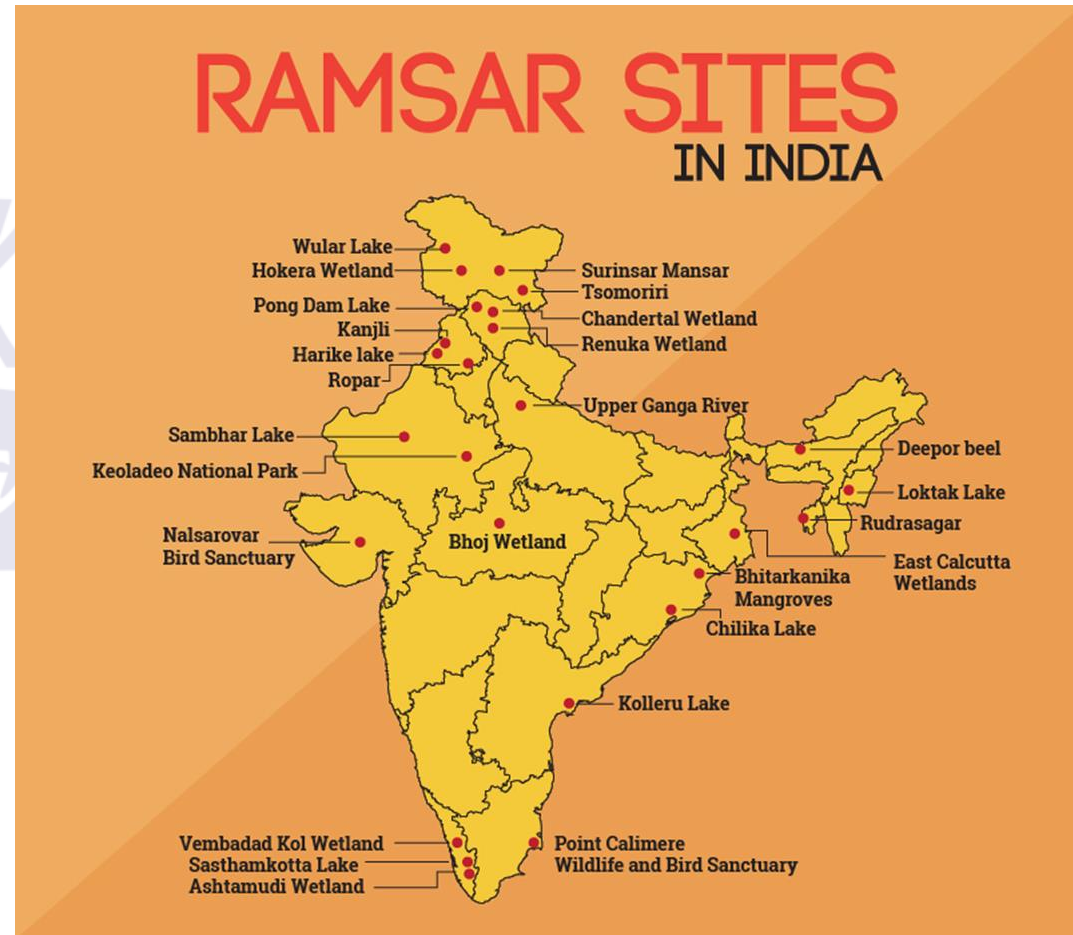 RAMSAR SITES
IN INDIA
Wular Lake
Hokera Wetland
Surinsar Mansar
Tsomoriri
Pong Dam Lake
Chandertal Wetland
Kanjli
Renuka Wetland
Harike lake
Ropar
Upper Ganga River
Sambhar Lake
Deepor beel
Keoladeo National Park
Loktak Lake
Rudrasagar
Nalsarovar
Bird Sanctuary
Bhoj Wetland
East Calcutta
Wetlands
Bhitarkanika
Mangroves
Chilika Lake
Kolleru Lake
Vembadad Kol Wetland
Sasthamkotta Lake
Ashtamudi Wetland
Point Calimere
Wildlife and Bird Sanctuary